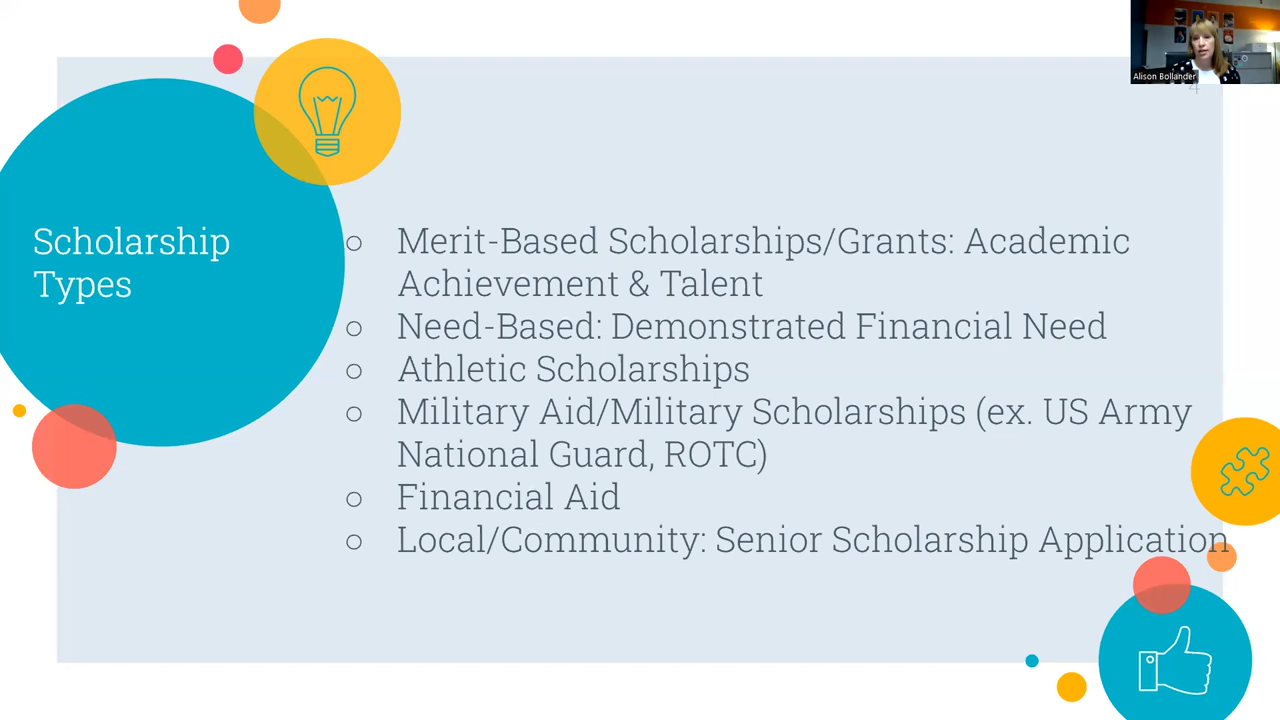 Alison Bollander
4
Scholarship
Types
○ Merit-Based Scholarships/Grants: Academic
Achievement & Talent
○ Need-Based: Demonstrated Financial Need
○ Athletic Scholarships
○ Military Aid/Military Scholarships (ex. US Army
National Guard, ROTC)
○ Financial Aid
○ Local/Community: Senior Scholarship Application